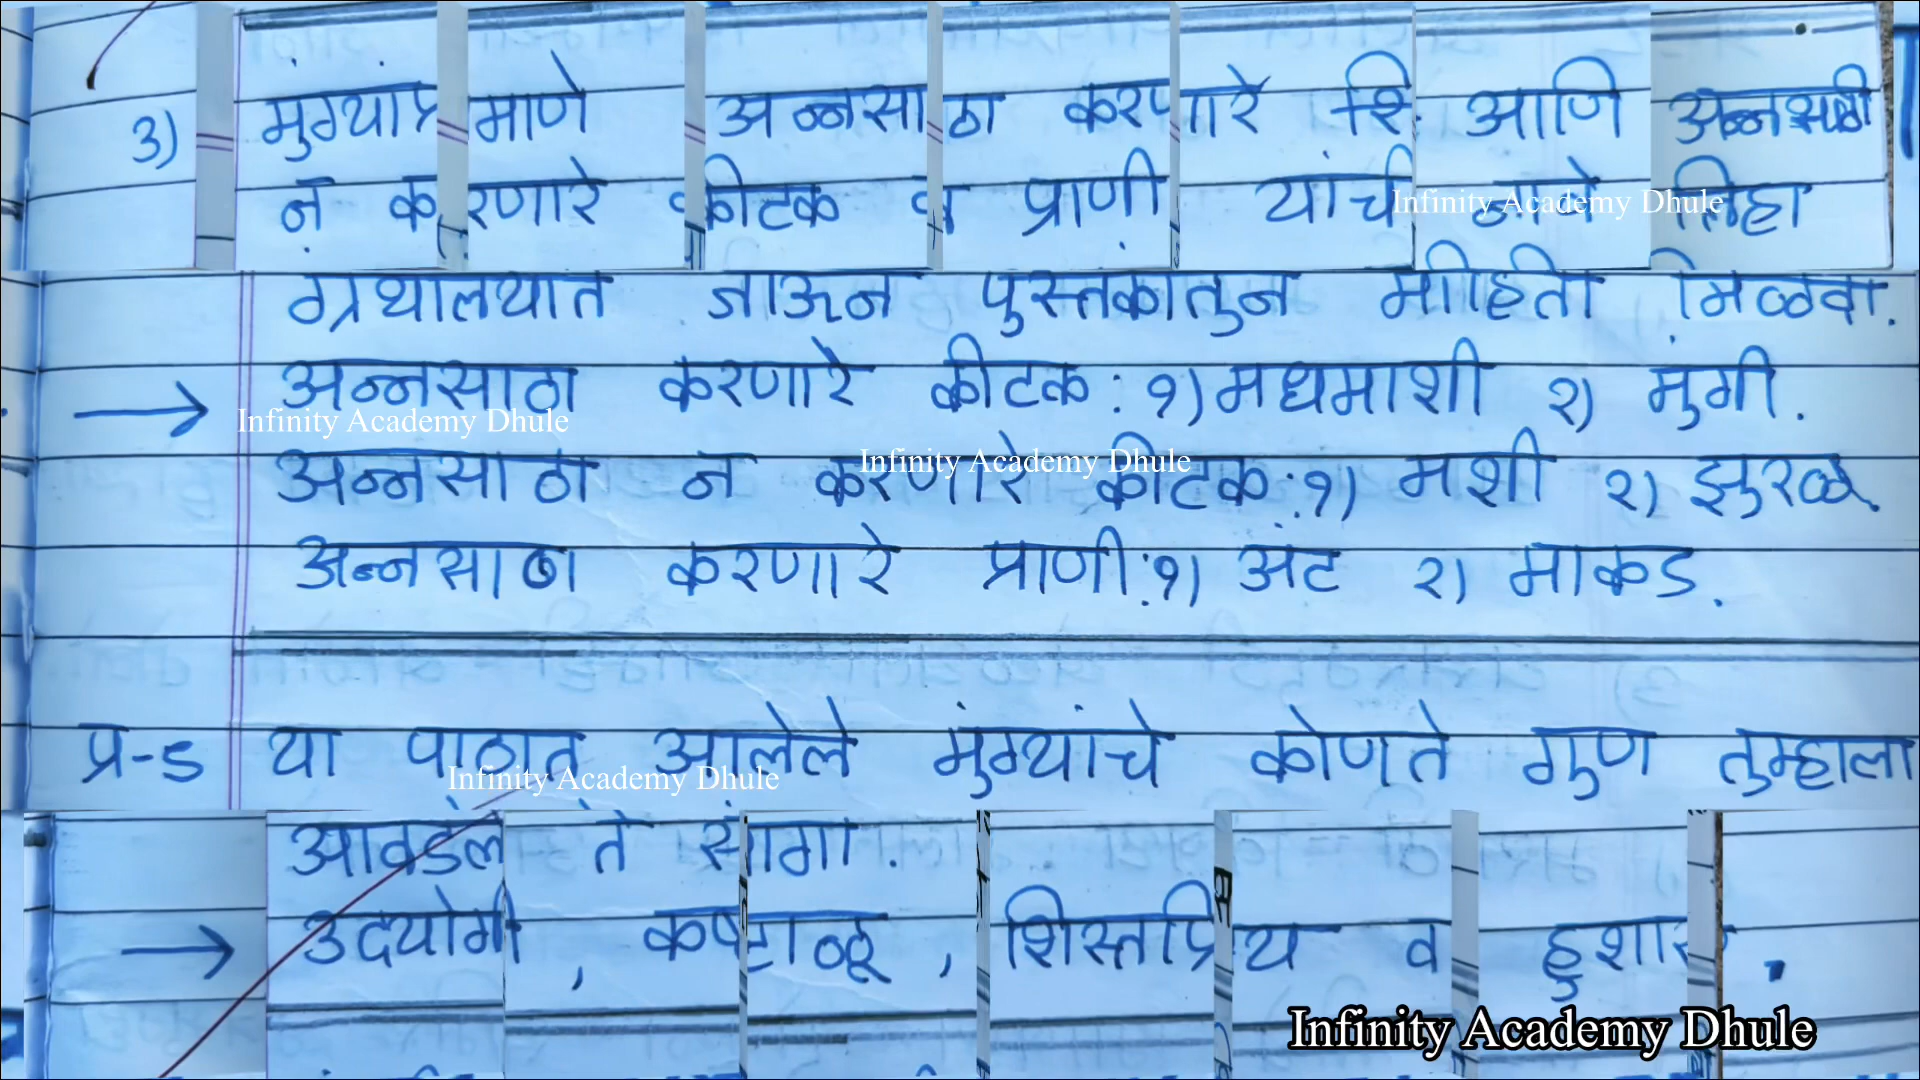 3) मुंग्यांप्रमाणे अन्नसाठा करणारे आणि अन्नसाठा
न करणारे कीटक व प्राणी यांची नावे लिहा
Infinity Academy Dhule
ग्रथालयात जाऊन पुस्तकातुन माहिती मिळवा.
→ अन्नसाठा करणारे कीटक : १) मधमाशी २) मुंगी.
Infinity Academy Dhule
अन्नसाठा न करणारे कीटक : १) माशी २) झुरळ.
Infinity Academy Dhule
अन्नसाठा करणारे प्राणी : १) उंट २) माकड.
प्र-ड या पाठात आलेले मुंग्यांचे कोणते गुण तुम्हाला
Infinity Academy Dhule
आवडले ते सांगा.
→ उदयोगी, कष्टाळू, शिस्तप्रिय व हुशार.
Infinity Academy Dhule